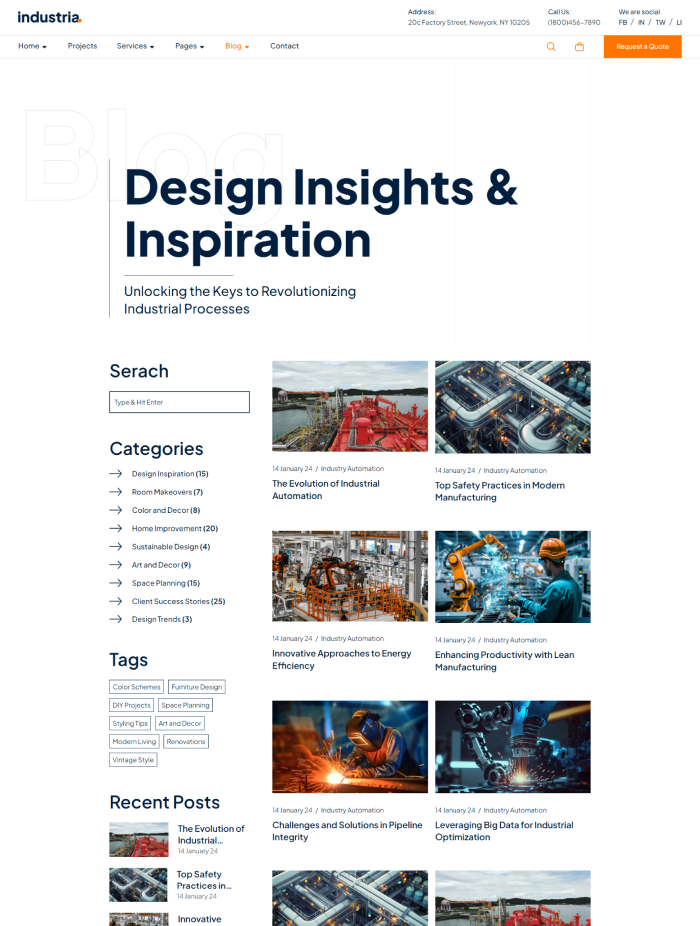 industria.
Address:
20c Factory Street, Newyork, NY 10205
Call Us:
(1800)456-7890
We are social
FB / IN / TW / LI
Home
Projects
Services
Pages
Blog
Contact
Request a Quote
Blog
Design Insights &
Inspiration
Unlocking the Keys to Revolutionizing
Industrial Processes
Serach
Type & Hit Enter
Categories
Design Inspiration (15)
Room Makeovers (7)
Color and Decor (8)
Home Improvement (20)
Sustainable Design (4)
Art and Decor (9)
Space Planning (15)
Client Success Stories (25)
Design Trends (3)
Tags
Color Schemes
Furniture Design
DIY Projects
Space Planning
Styling Tips
Art and Decor
Modern Living
Renovations
Vintage Style
Recent Posts
The Evolution of
Industrial...
14 January 24
Top Safety
Practices in...
14 January 24
Innovative
14 January 24 / Industry Automation
The Evolution of Industrial
Automation
14 January 24 / Industry Automation
Top Safety Practices in Modern
Manufacturing
14 January 24 / Industry Automation
Innovative Approaches to Energy
Efficiency
14 January 24 / Industry Automation
Enhancing Productivity with Lean
Manufacturing
14 January 24 / Industry Automation
Challenges and Solutions in Pipeline
Integrity
14 January 24 / Industry Automation
Leveraging Big Data for Industrial
Optimization